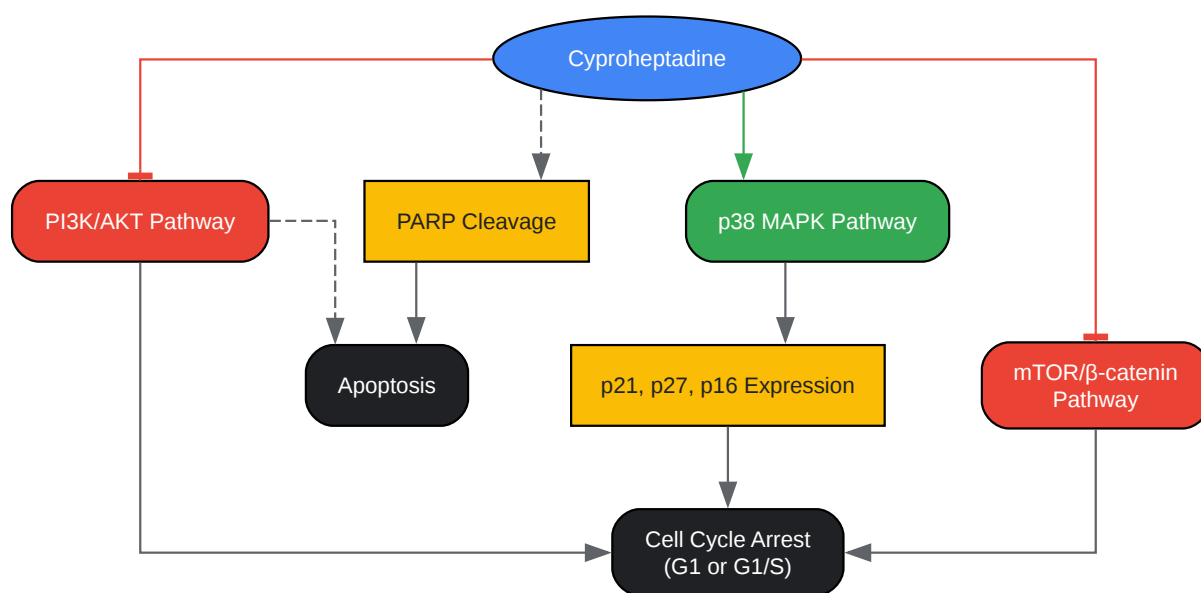 Cyproheptadine
PI3K/AKT Pathway
PARP Cleavage
p38 MAPK Pathway
Apoptosis
p21, p27, p16 Expression
mTOR/β-catenin
Pathway
Cell Cycle Arrest
(G1 or G1/S)